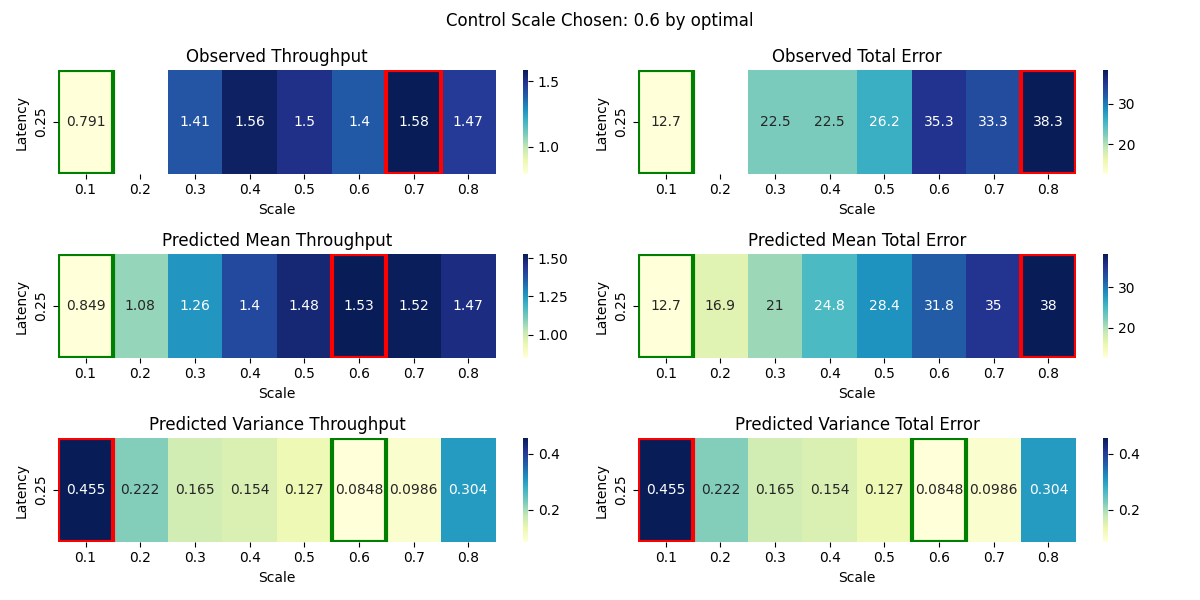 Control Scale Chosen: 0.6 by optimal
Observed Throughput
Latency
0.25
0.791 1.41 1.56 1.5 1.4 1.58 1.47
0.1 0.2 0.3 0.4 0.5 0.6 0.7 0.8
Scale
1.5
1.0
Observed Total Error
Latency
0.25
12.7 22.5 22.5 26.2 35.3 33.3 38.3
0.1 0.2 0.3 0.4 0.5 0.6 0.7 0.8
Scale
30
20
Predicted Mean Throughput
Latency
0.25
0.849 1.08 1.26 1.4 1.48 1.53 1.52 1.47
0.1 0.2 0.3 0.4 0.5 0.6 0.7 0.8
Scale
1.50
1.25
1.00
Predicted Mean Total Error
Latency
0.25
12.7 16.9 21 24.8 28.4 31.8 35 38
0.1 0.2 0.3 0.4 0.5 0.6 0.7 0.8
Scale
30
20
Predicted Variance Throughput
Latency
0.25
0.455 0.222 0.165 0.154 0.127 0.0848 0.0986 0.304
0.1 0.2 0.3 0.4 0.5 0.6 0.7 0.8
Scale
0.4
0.2
Predicted Variance Total Error
Latency
0.25
0.455 0.222 0.165 0.154 0.127 0.0848 0.0986 0.304
0.1 0.2 0.3 0.4 0.5 0.6 0.7 0.8
Scale
0.4
0.2